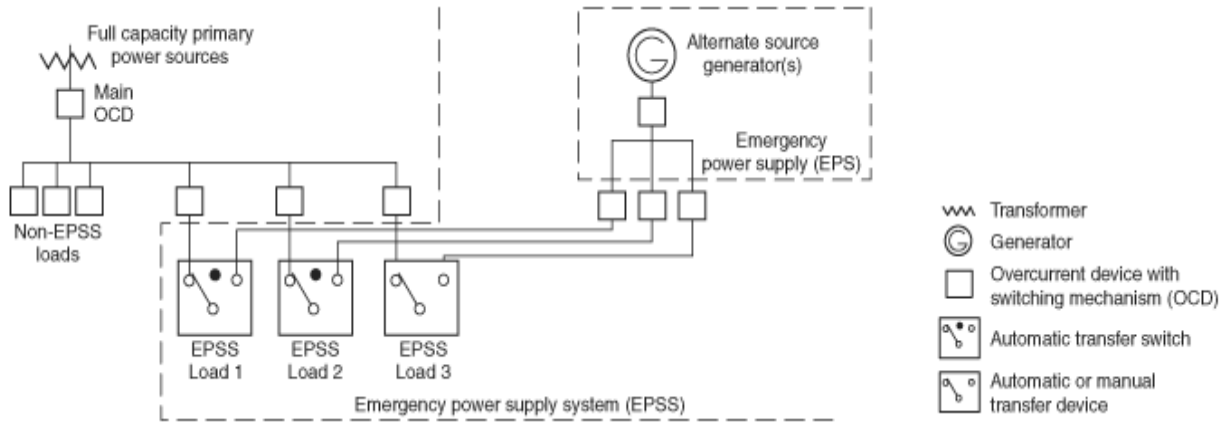 Full capacity primary
power sources
Main
OCD
Non-EPSS
loads
G
Alternate source
generator(s)
Emergency
power supply (EPS)
EPSS
Load 1
EPSS
Load 2
EPSS
Load 3
Emergency power supply system (EPSS)
Transformer
G
Generator
Overcurrent device with
switching mechanism (OCD)
Automatic transfer switch
Automatic or manual
transfer device